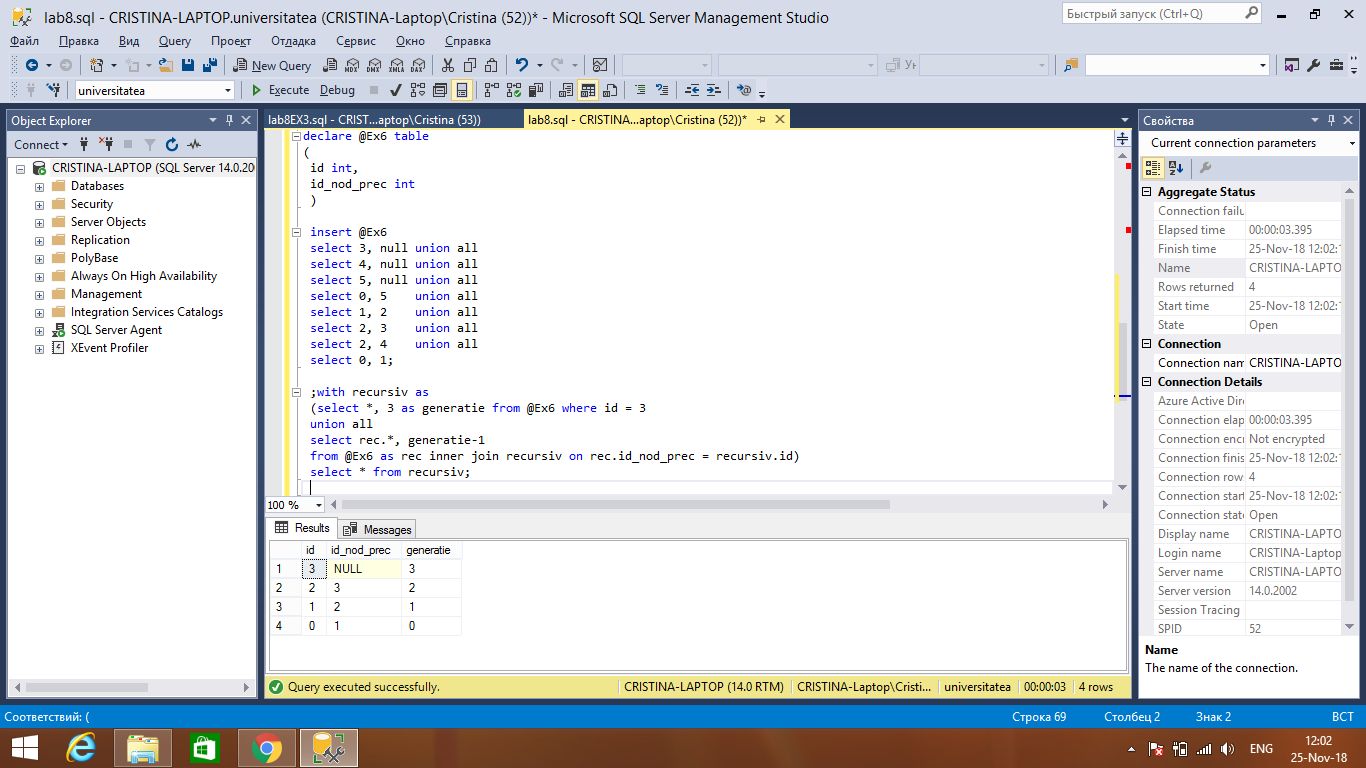 lab8.sql - CRISTINA-LAPTOP.universitatea (CRISTINA-Laptop\Cristina (52))* - Microsoft SQL Server Management Studio
Быстрый запуск (Ctrl+Q)
Файл Правка Вид Query Проект Отладка Сервис Окно Справка
New Query MDX DMX XMLA DAX
universitatea Execute Debug
Object Explorer
Connect
CRISTINA-LAPTOP (SQL Server 14.0.20
Databases
Security
Server Objects
Replication
PolyBase
Always On High Availability
Management
Integration Services Catalogs
SQL Server Agent
XEvent Profiler
lab8EX3.sql - CRIST...aptop\Cristina (53)) lab8.sql - CRISTINA...aptop\Cristina (52))*
declare @Ex6 table
(
id int,
id_nod_prec int
)
insert @Ex6
select 3, null union all
select 4, null union all
select 5, null union all
select 0, 5 union all
select 1, 2 union all
select 2, 3 union all
select 2, 4 union all
select 0, 1;
;with recursiv as
(select *, 3 as generatie from @Ex6 where id = 3
union all
select rec.*, generatie-1
from @Ex6 as rec inner join recursiv on rec.id_nod_prec = recursiv.id)
select * from recursiv;
100 %
Results Messages
id id_nod_prec generatie
1 3 NULL 3
2 2 3 2
3 1 2 1
4 0 1 0
Query executed successfully. CRISTINA-LAPTOP (14.0 RTM) CRISTINA-Laptop\Cristi... universitatea 00:00:03 4 rows
Свойства
Current connection parameters
Aggregate Status
Connection failu
Elapsed time 00:00:03.395
Finish time 25-Nov-18 12:02:1
Name CRISTINA-LAPTO
Rows returned 4
Start time 25-Nov-18 12:02:1
State Open
Connection
Connection nam CRISTINA-LAPTO
Connection Details
Azure Active Dire
Connection elap 00:00:03.395
Connection encr Not encrypted
Connection finis 25-Nov-18 12:02:1
Connection row 4
Connection start 25-Nov-18 12:02:1
Connection state Open
Display name CRISTINA-LAPTO
Login name CRISTINA-Laptop
Server name CRISTINA-LAPTO
Server version 14.0.2002
Session Tracing
SPID 52
Name
The name of the connection.
Соответствий: ( Строка 69 Столбец 2 Знак 2 ВСТ
ENG
12:02
25-Nov-18